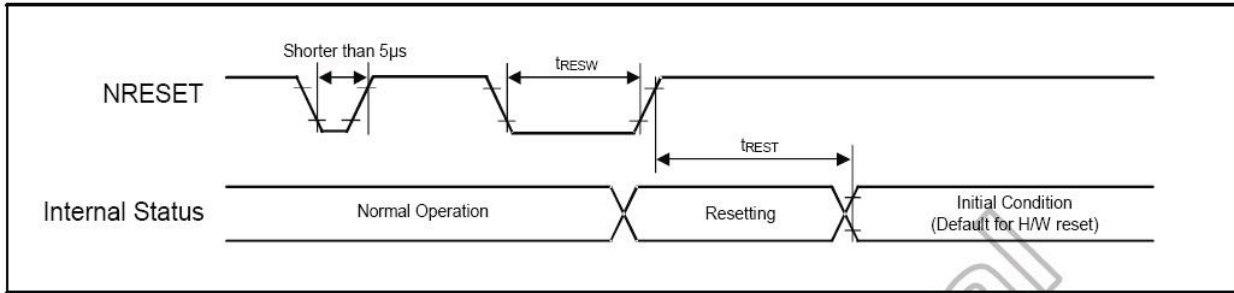 Shorter than 5µs
tRESW
NRESET
tREST
Internal Status
Normal Operation
Resetting
Initial Condition
(Default for H/W reset)